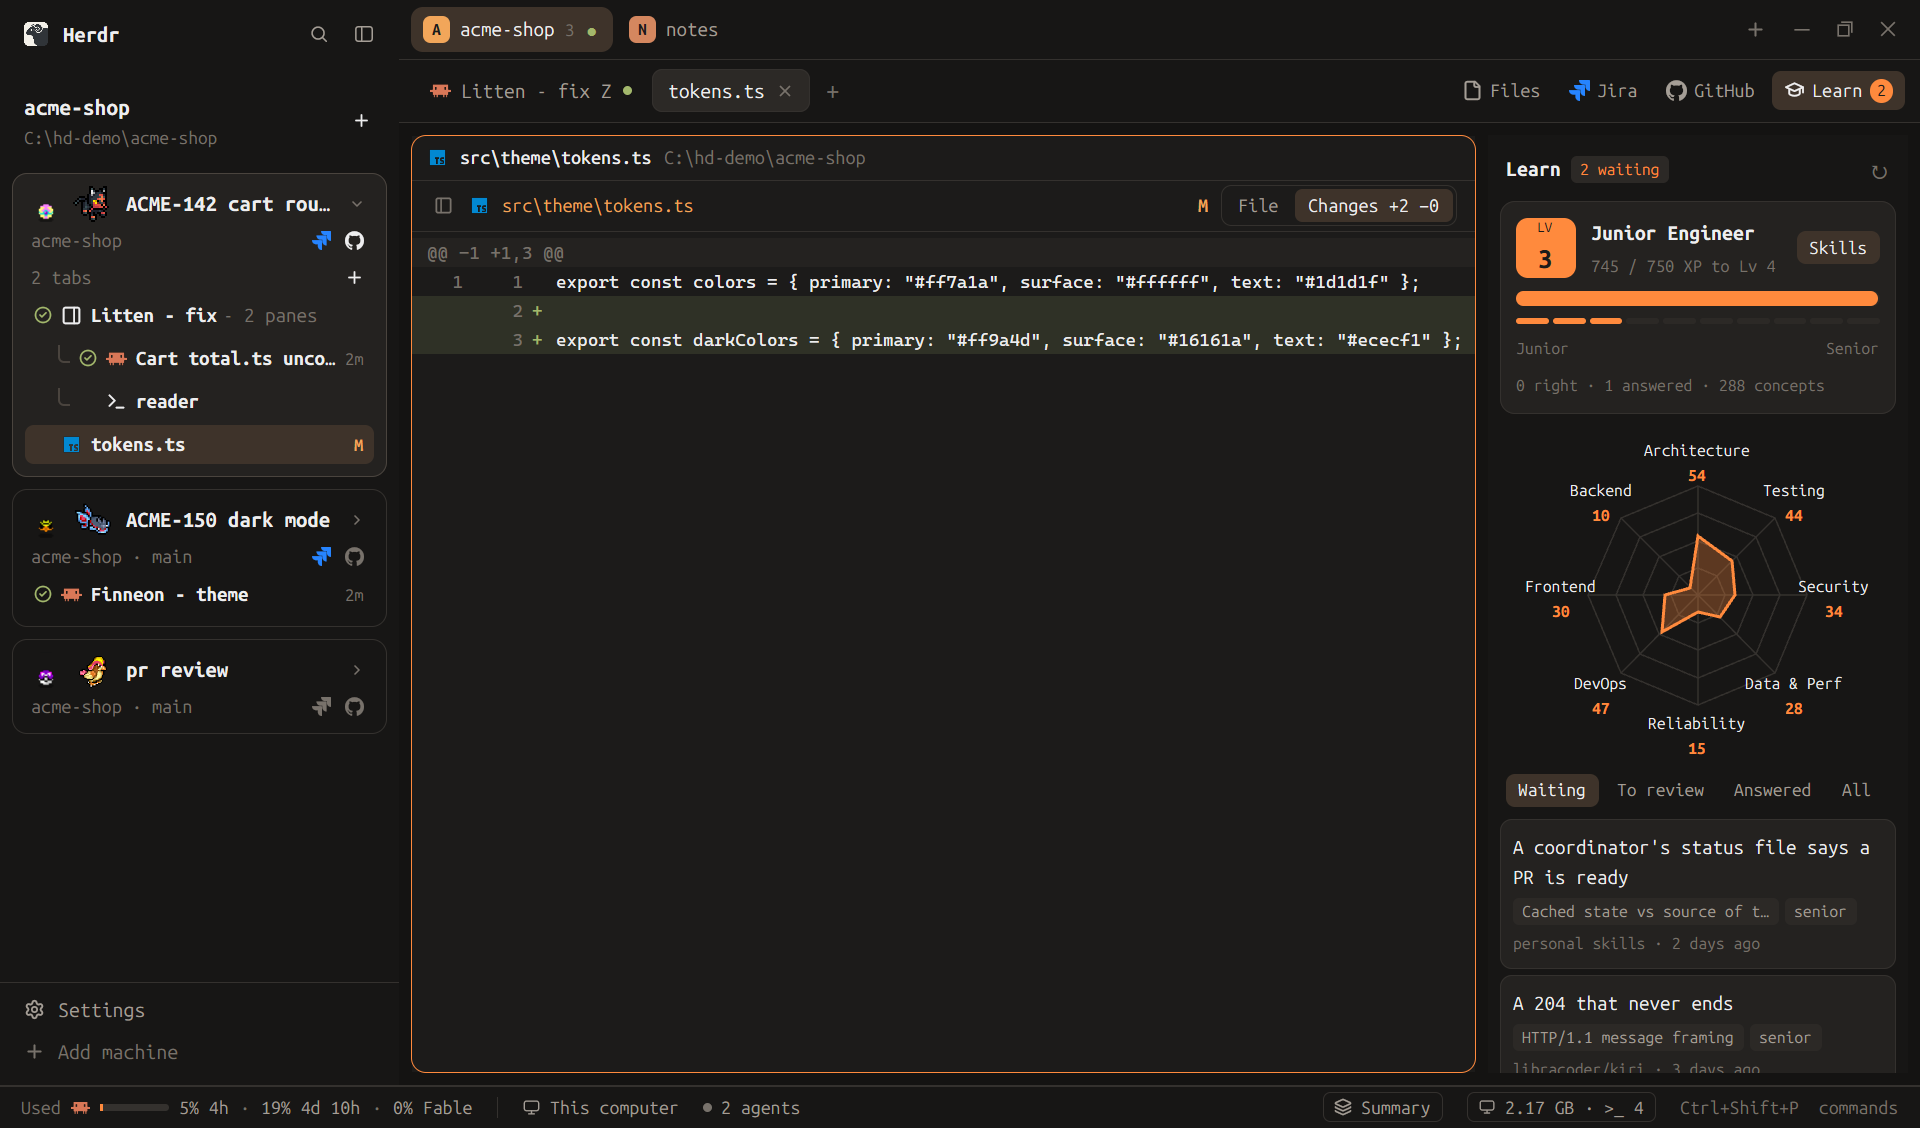 Herdr
acme-shop
C:\hd-demo\acme-shop
ACME-142 cart rou…
acme-shop
2 tabs
Litten - fix - 2 panes
Cart total.ts unco… 2m
>_ reader
TS tokens.ts M
ACME-150 dark mode
acme-shop · main
Finneon - theme 2m
pr review
acme-shop · main
Settings
+ Add machine
A acme-shop 3
N notes
Litten - fix Z
tokens.ts
Files
Jira
GitHub
Learn 2
TS src\theme\tokens.ts C:\hd-demo\acme-shop
TS src\theme\tokens.ts M File Changes +2 -0
@@ -1 +1,3 @@
1 1 export const colors = { primary: "#ff7a1a", surface: "#ffffff", text: "#1d1d1f" };
2 +
3 + export const darkColors = { primary: "#ff9a4d", surface: "#16161a", text: "#ececf1" };
Learn 2 waiting
LV 3
Junior Engineer
745 / 750 XP to Lv 4
Skills
Junior Senior
0 right · 1 answered · 288 concepts
Architecture
54
Backend
10
Testing
44
Frontend
30
Security
34
DevOps
47
Data & Perf
28
Reliability
15
Waiting To review Answered All
A coordinator's status file says a
PR is ready
Cached state vs source of t… senior
personal skills · 2 days ago
A 204 that never ends
HTTP/1.1 message framing senior
libracoder/kiri · 3 days ago
Used 5% 4h · 19% 4d 10h · 0% Fable
This computer
2 agents
Summary
2.17 GB · >_ 4
Ctrl+Shift+P commands